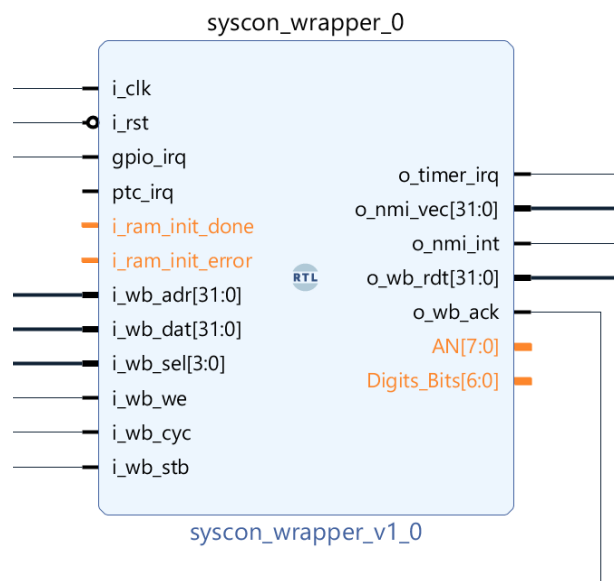 syscon_wrapper_0
i_clk
i_rst
gpio_irq
ptc_irq
i_ram_init_done
i_ram_init_error
i_wb_adr[31:0]
i_wb_dat[31:0]
i_wb_sel[3:0]
i_wb_we
i_wb_cyc
i_wb_stb
RTL
o_timer_irq
o_nmi_vec[31:0]
o_nmi_int
o_wb_rdt[31:0]
o_wb_ack
AN[7:0]
Digits_Bits[6:0]
syscon_wrapper_v1_0